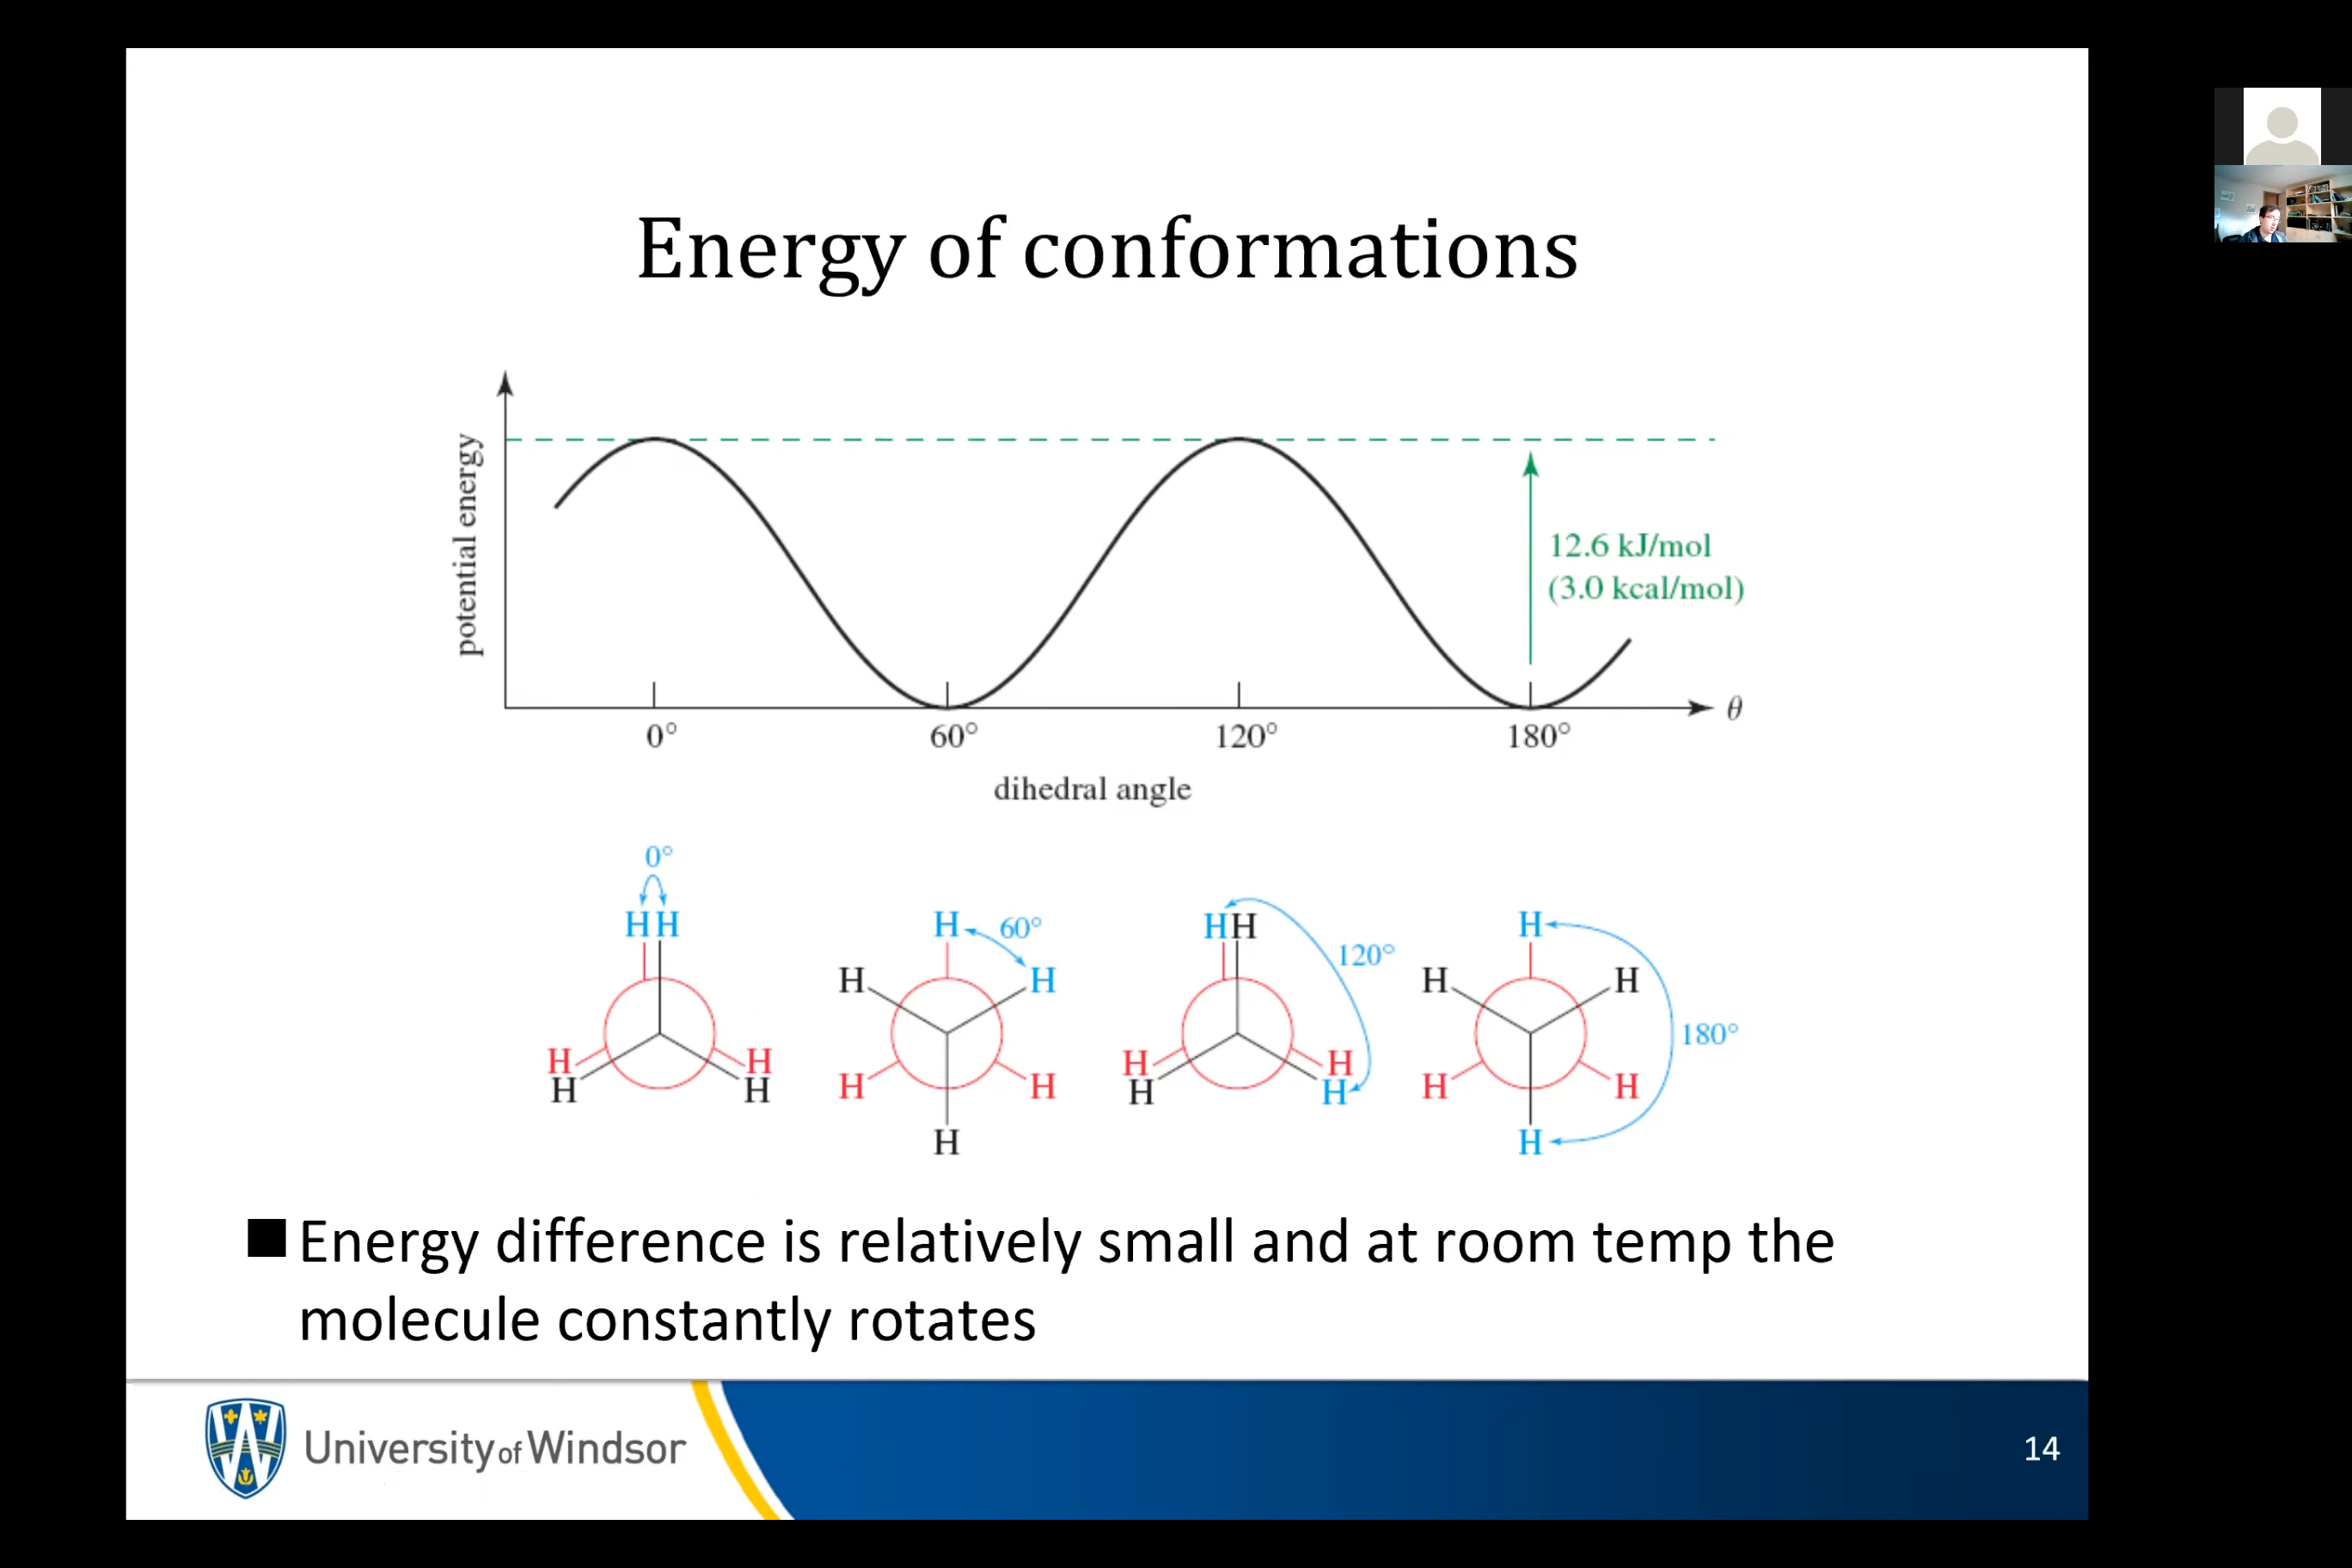 Energy of conformations
potential energy
12.6 kJ/mol
(3.0 kcal/mol)
θ
0° 60° 120° 180°
dihedral angle
0°
HH H 60° HH 120° H
H H H H 180°
H H H H
H H H H H H H H
H H
■ Energy difference is relatively small and at room temp the
molecule constantly rotates
University of Windsor
14